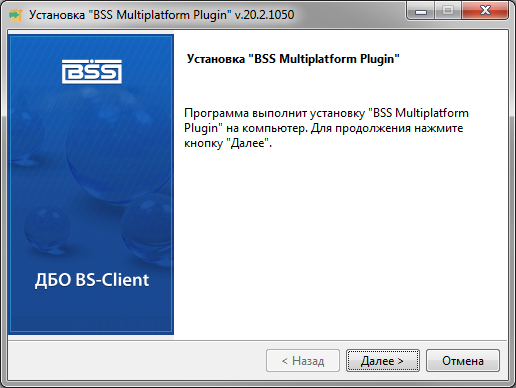 Установка "BSS Multiplatform Plugin" v.20.2.1050
BSS
Установка "BSS Multiplatform Plugin"
Программа выполнит установку "BSS Multiplatform
Plugin" на компьютер. Для продолжения нажмите
кнопку "Далее".
ДБО BS-Client
< Назад
Далее >
Отмена